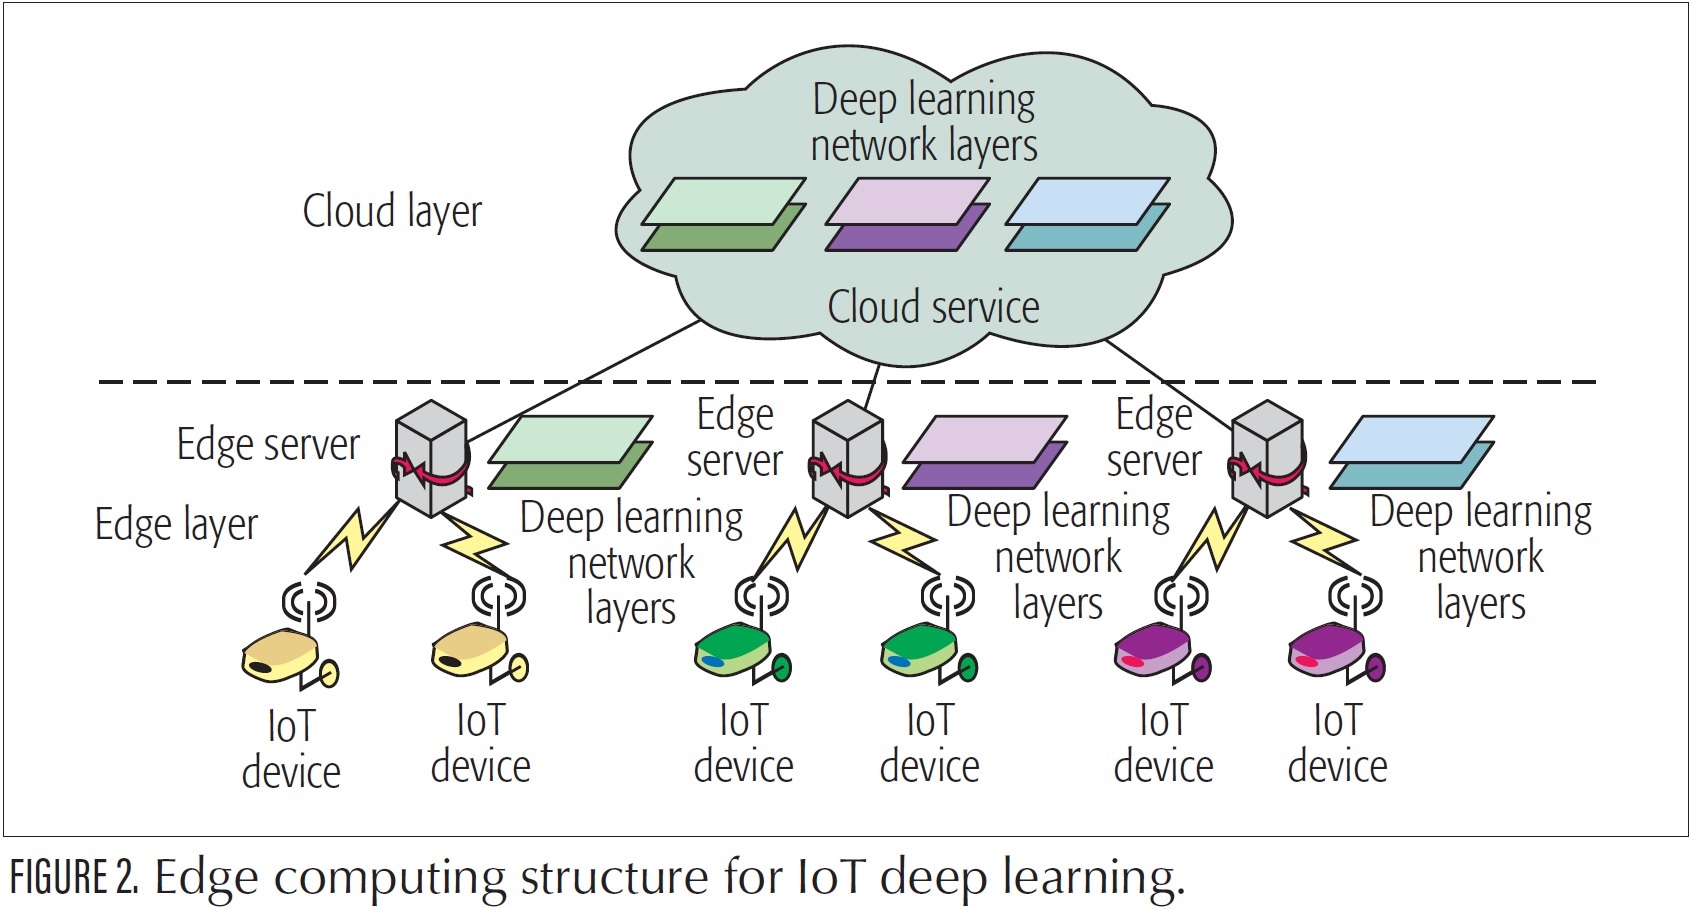 Deep learning
network layers
Cloud layer
Cloud service
Edge server
Edge layer
Deep learning
network
layers
Edge
server
Deep learning
network
layers
Edge
server
Deep learning
network
layers
IoT
device
IoT
device
IoT
device
IoT
device
IoT
device
IoT
device
FIGURE 2. Edge computing structure for IoT deep learning.